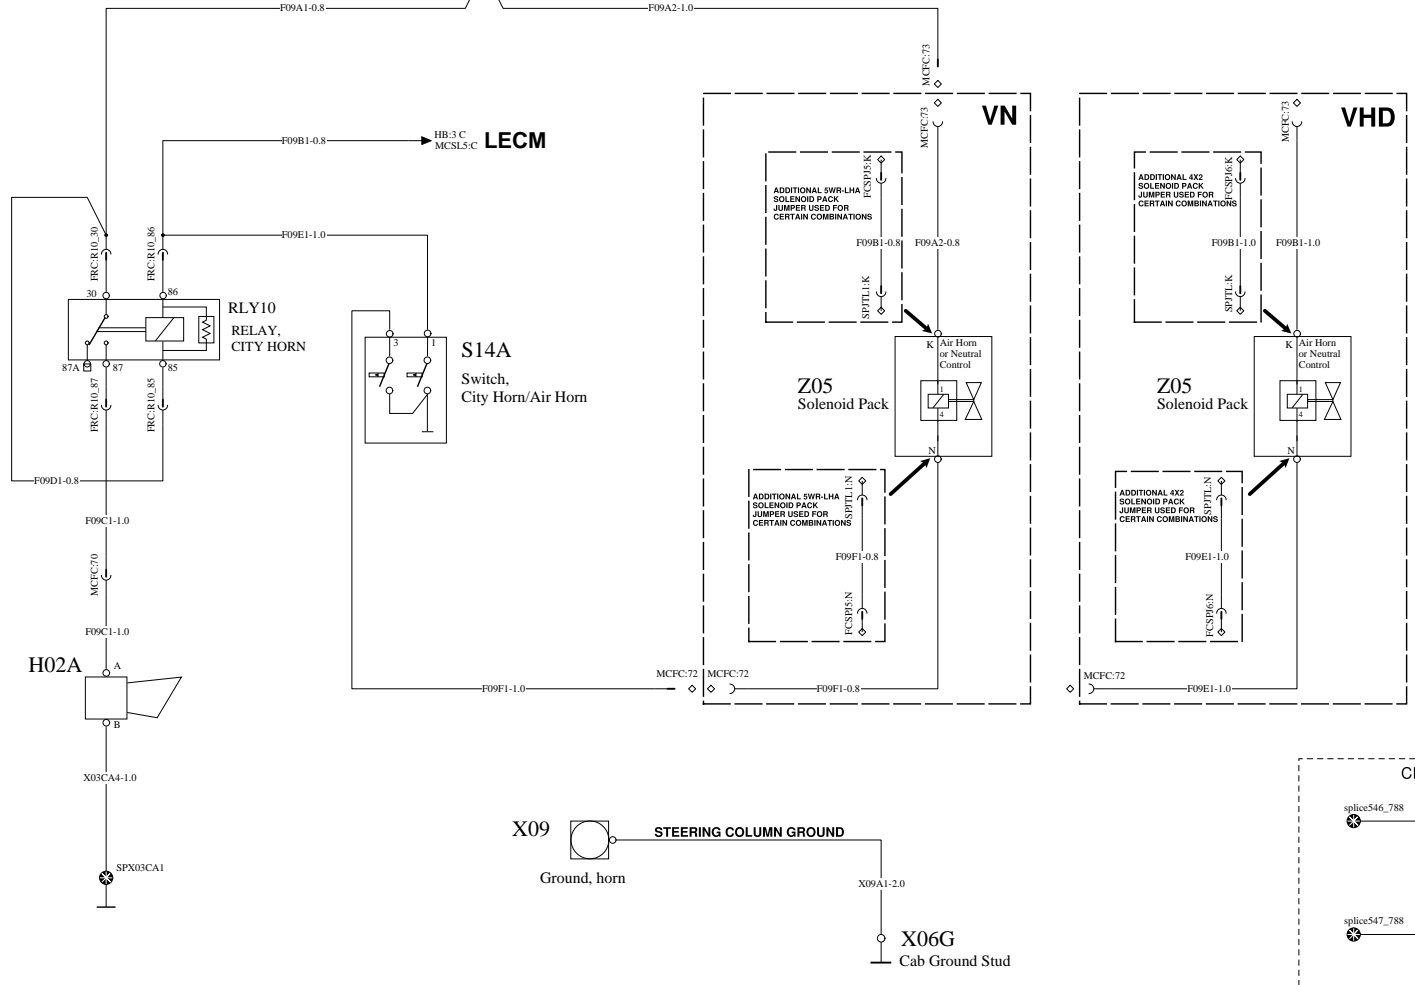 F09A1-0.8
F09A2-1.0
MCFC:73
VN
VHD
MCFC:73
MCFC:73
F09B1-0.8
HB:3 C
MCSL5:C
LECM
ADDITIONAL 5WR-LHA
SOLENOID PACK
JUMPER USED FOR
CERTAIN COMBINATIONS
FCSPJ5:K
F09B1-0.8
F09A2-0.8
SPJTL1:K
ADDITIONAL 4X2
SOLENOID PACK
JUMPER USED FOR
CERTAIN COMBINATIONS
FCSPJ6:K
F09B1-1.0
F09B1-1.0
SPJTL:K
FRC:R10_30
FRC:R10_86
F09E1-1.0
30
86
RLY10
RELAY,
CITY HORN
87A
87
85
FRC:R10_87
FRC:R10_85
3
1
S14A
Switch,
City Horn/Air Horn
K
Air Horn
or Neutral
Control
Z05
Solenoid Pack
1
4
N
K
Air Horn
or Neutral
Control
Z05
Solenoid Pack
1
4
N
F09D1-0.8
F09C1-1.0
MCFC:70
F09C1-1.0
ADDITIONAL 5WR-LHA
SOLENOID PACK
JUMPER USED FOR
CERTAIN COMBINATIONS
SPJTL1:N
F09F1-0.8
FCSPJ5:N
ADDITIONAL 4X2
SOLENOID PACK
JUMPER USED FOR
CERTAIN COMBINATIONS
SPJTL:N
F09E1-1.0
FCSPJ6:N
H02A
A
B
F09F1-1.0
MCFC:72
MCFC:72
F09F1-0.8
MCFC:72
F09E1-1.0
X03CA4-1.0
SPX03CA1
X09
Ground, horn
STEERING COLUMN GROUND
X09A1-2.0
X06G
Cab Ground Stud
splice546_788
splice547_788